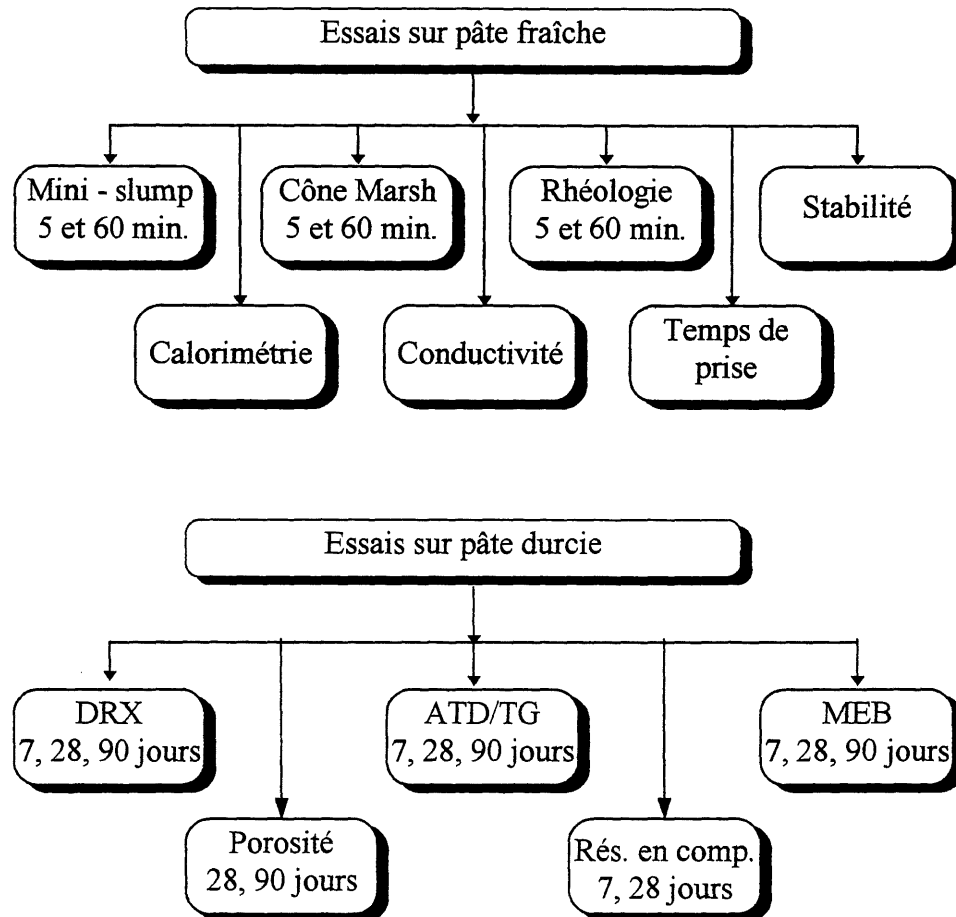 Essais sur pâte fraîche
Mini - slump
5 et 60 min.
Cône Marsh
5 et 60 min.
Rhéologie
5 et 60 min.
Stabilité
Calorimétrie
Conductivité
Temps de
prise
Essais sur pâte durcie
DRX
7, 28, 90 jours
ATD/TG
7, 28, 90 jours
MEB
7, 28, 90 jours
Porosité
28, 90 jours
Rés. en comp.
7, 28 jours